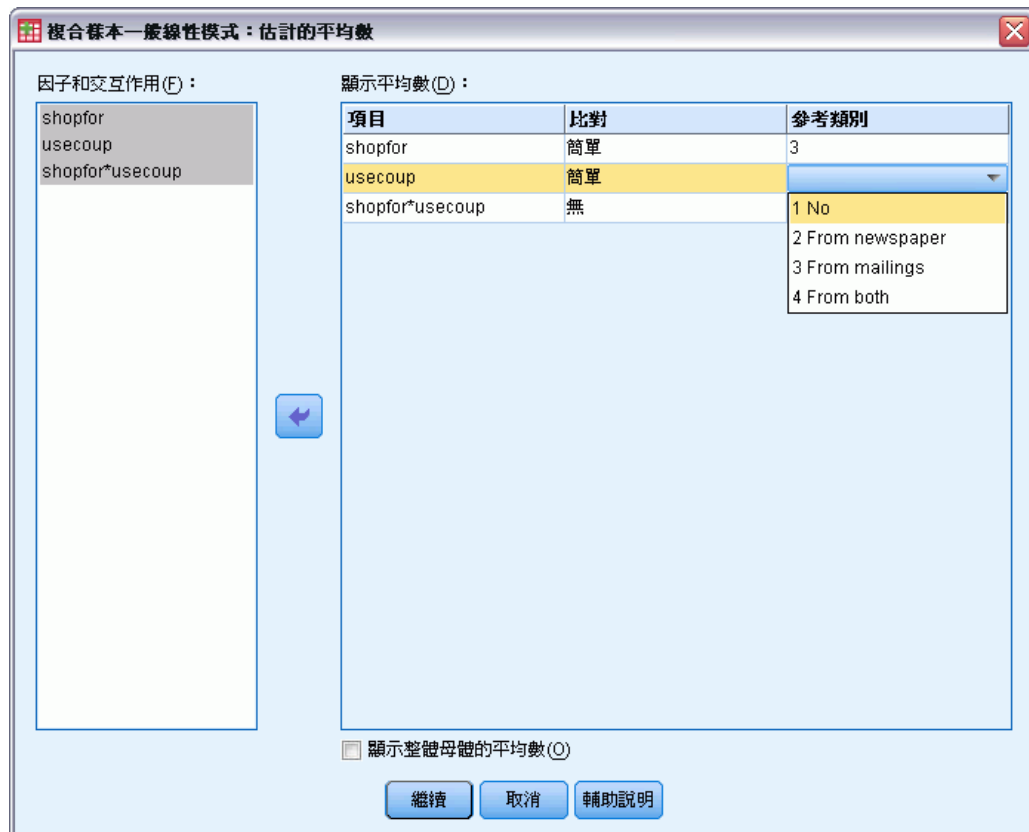 複合樣本一般線性模式：估計的平均數
因子和交互作用(F)：
shopfor
usecoup
shopfor*usecoup
顯示平均數(D)：
項目 比對 參考類別
shopfor 簡單 3
usecoup 簡單
shopfor*usecoup 無
1 No
2 From newspaper
3 From mailings
4 From both
顯示整體母體的平均數(O)
繼續 取消 輔助說明